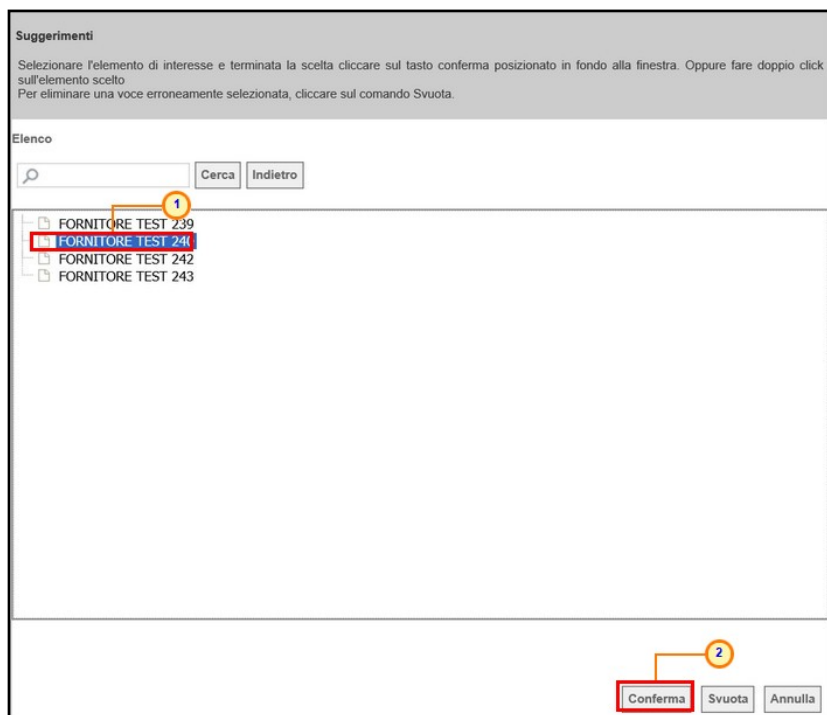 Suggerimenti
Selezionare l'elemento di interesse e terminata la scelta cliccare sul tasto conferma posizionato in fondo alla finestra. Oppure fare doppio click
sull'elemento scelto
Per eliminare una voce erroneamente selezionata, cliccare sul comando Svuota.
Elenco
Cerca Indietro
1
FORNITORE TEST 239
FORNITORE TEST 240
FORNITORE TEST 242
FORNITORE TEST 243
2
Conferma Svuota Annulla